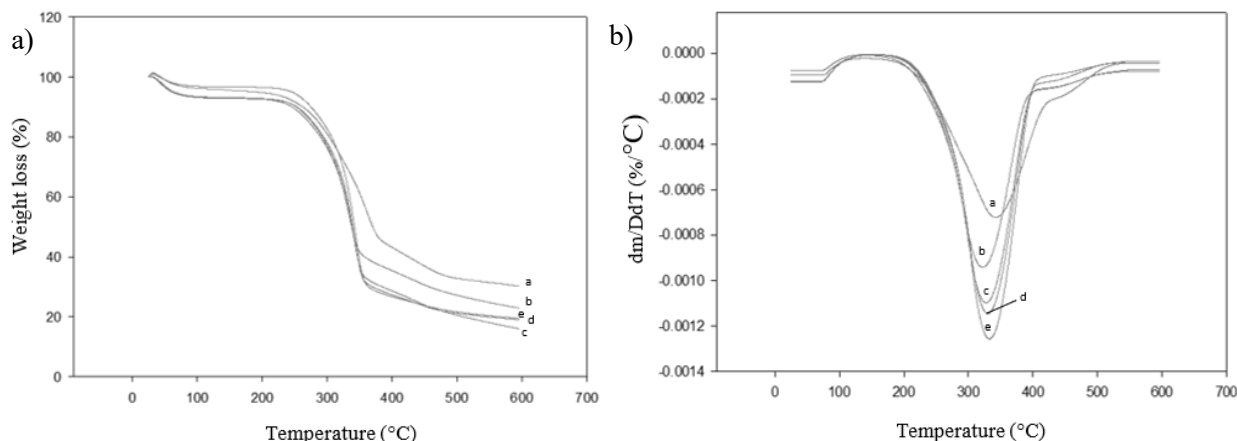 a)
120
100
80
60
40
20
0
Weight loss (%)
a
b
e
d
c
0 100 200 300 400 500 600 700
Temperature (°C)
b)
0.0000
-0.0002
-0.0004
-0.0006
-0.0008
-0.0010
-0.0012
-0.0014
dm/DdT (%/°C)
a
b
c
d
e
0 100 200 300 400 500 600 700
Temperature (°C)